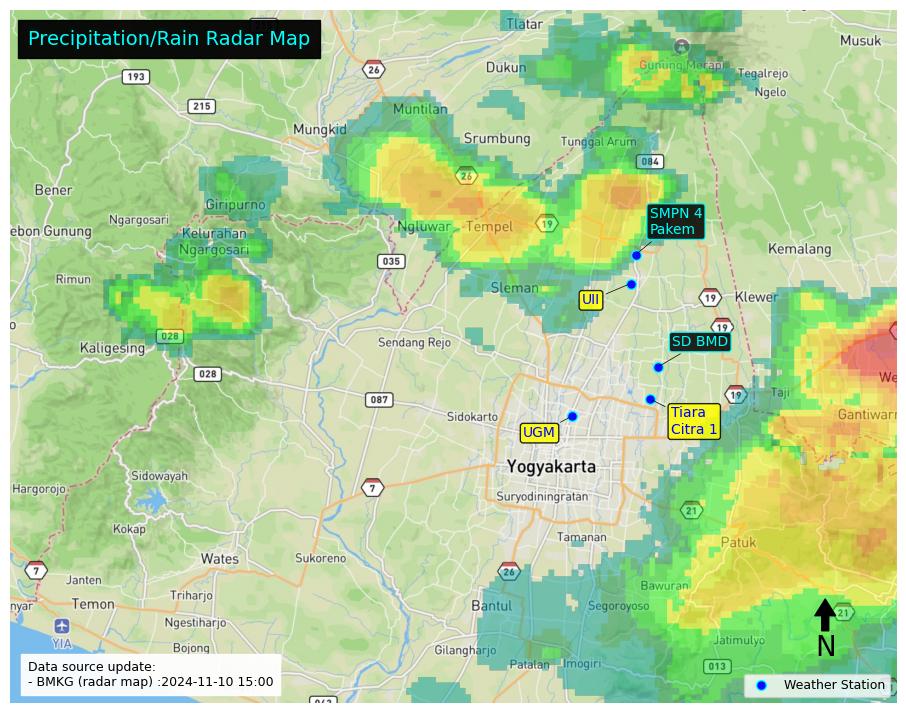 Precipitation/Rain Radar Map
Tlatar
Musuk
26
Dukun
Gunung Merapi
Tegalrejo
193
Ngelo
215
Muntilan
Mungkid
Srumbung
Tunggal Arum
084
26
Bener
Giripurno
SMPN 4
Pakem
Ngargosari
Ngluwar
Tempel
19
ebon Gunung
Kelurahan
Ngargosari
Kemalang
035
Rimun
Sleman
UII
19
Klewer
19
028
Kaligesing
Sendang Rejo
SD BMD
028
We
087
19
Taji
Sidokarto
Tiara
Citra 1
Gantiwarn
UGM
Yogyakarta
Sidowayah
Hargorojo
7
Suryodiningratan
21
Kokap
Tamanan
Patuk
Wates
Sukoreno
7
26
Janten
Bawuran
nyar
Temon
Triharjo
Bantul
Segoroyoso
21
Ngestiharjo
YIA
N
Jatimulyo
Bojong
Gilangharjo
Patalan
Imogiri
013
Data source update:
- BMKG (radar map) :2024-11-10 15:00
Weather Station